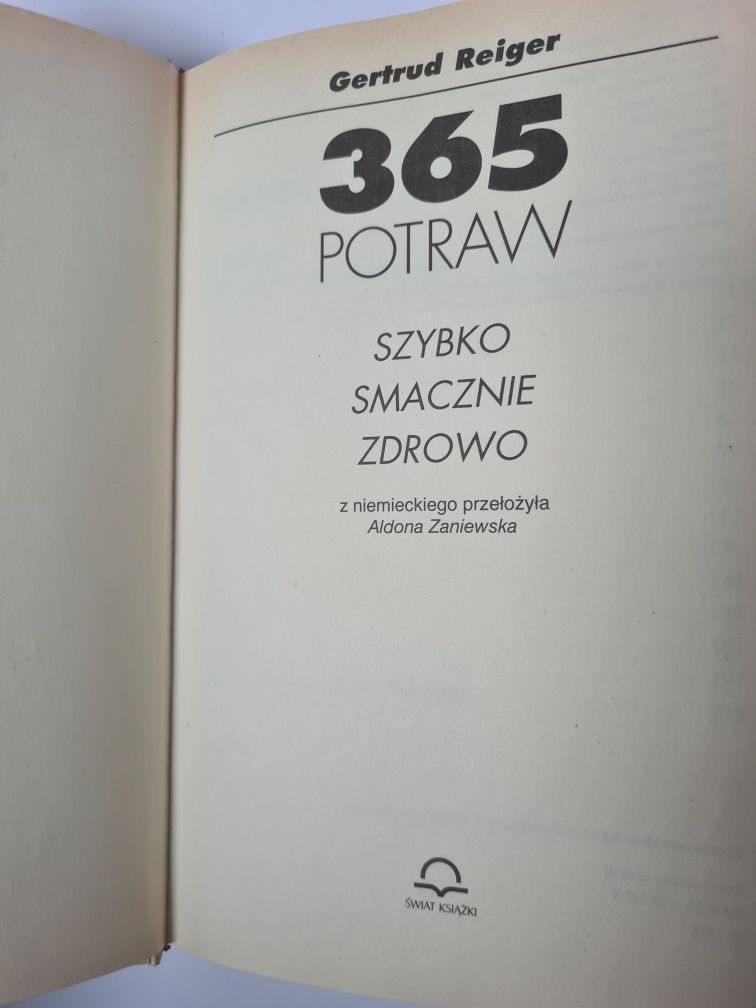 Gertrud Reiger
365
POTRAW
SZYBKO
SMACZNIE
ZDROWO
z niemieckiego przełożyła
Aldona Zaniewska
ŚWIAT KSIĄŻKI